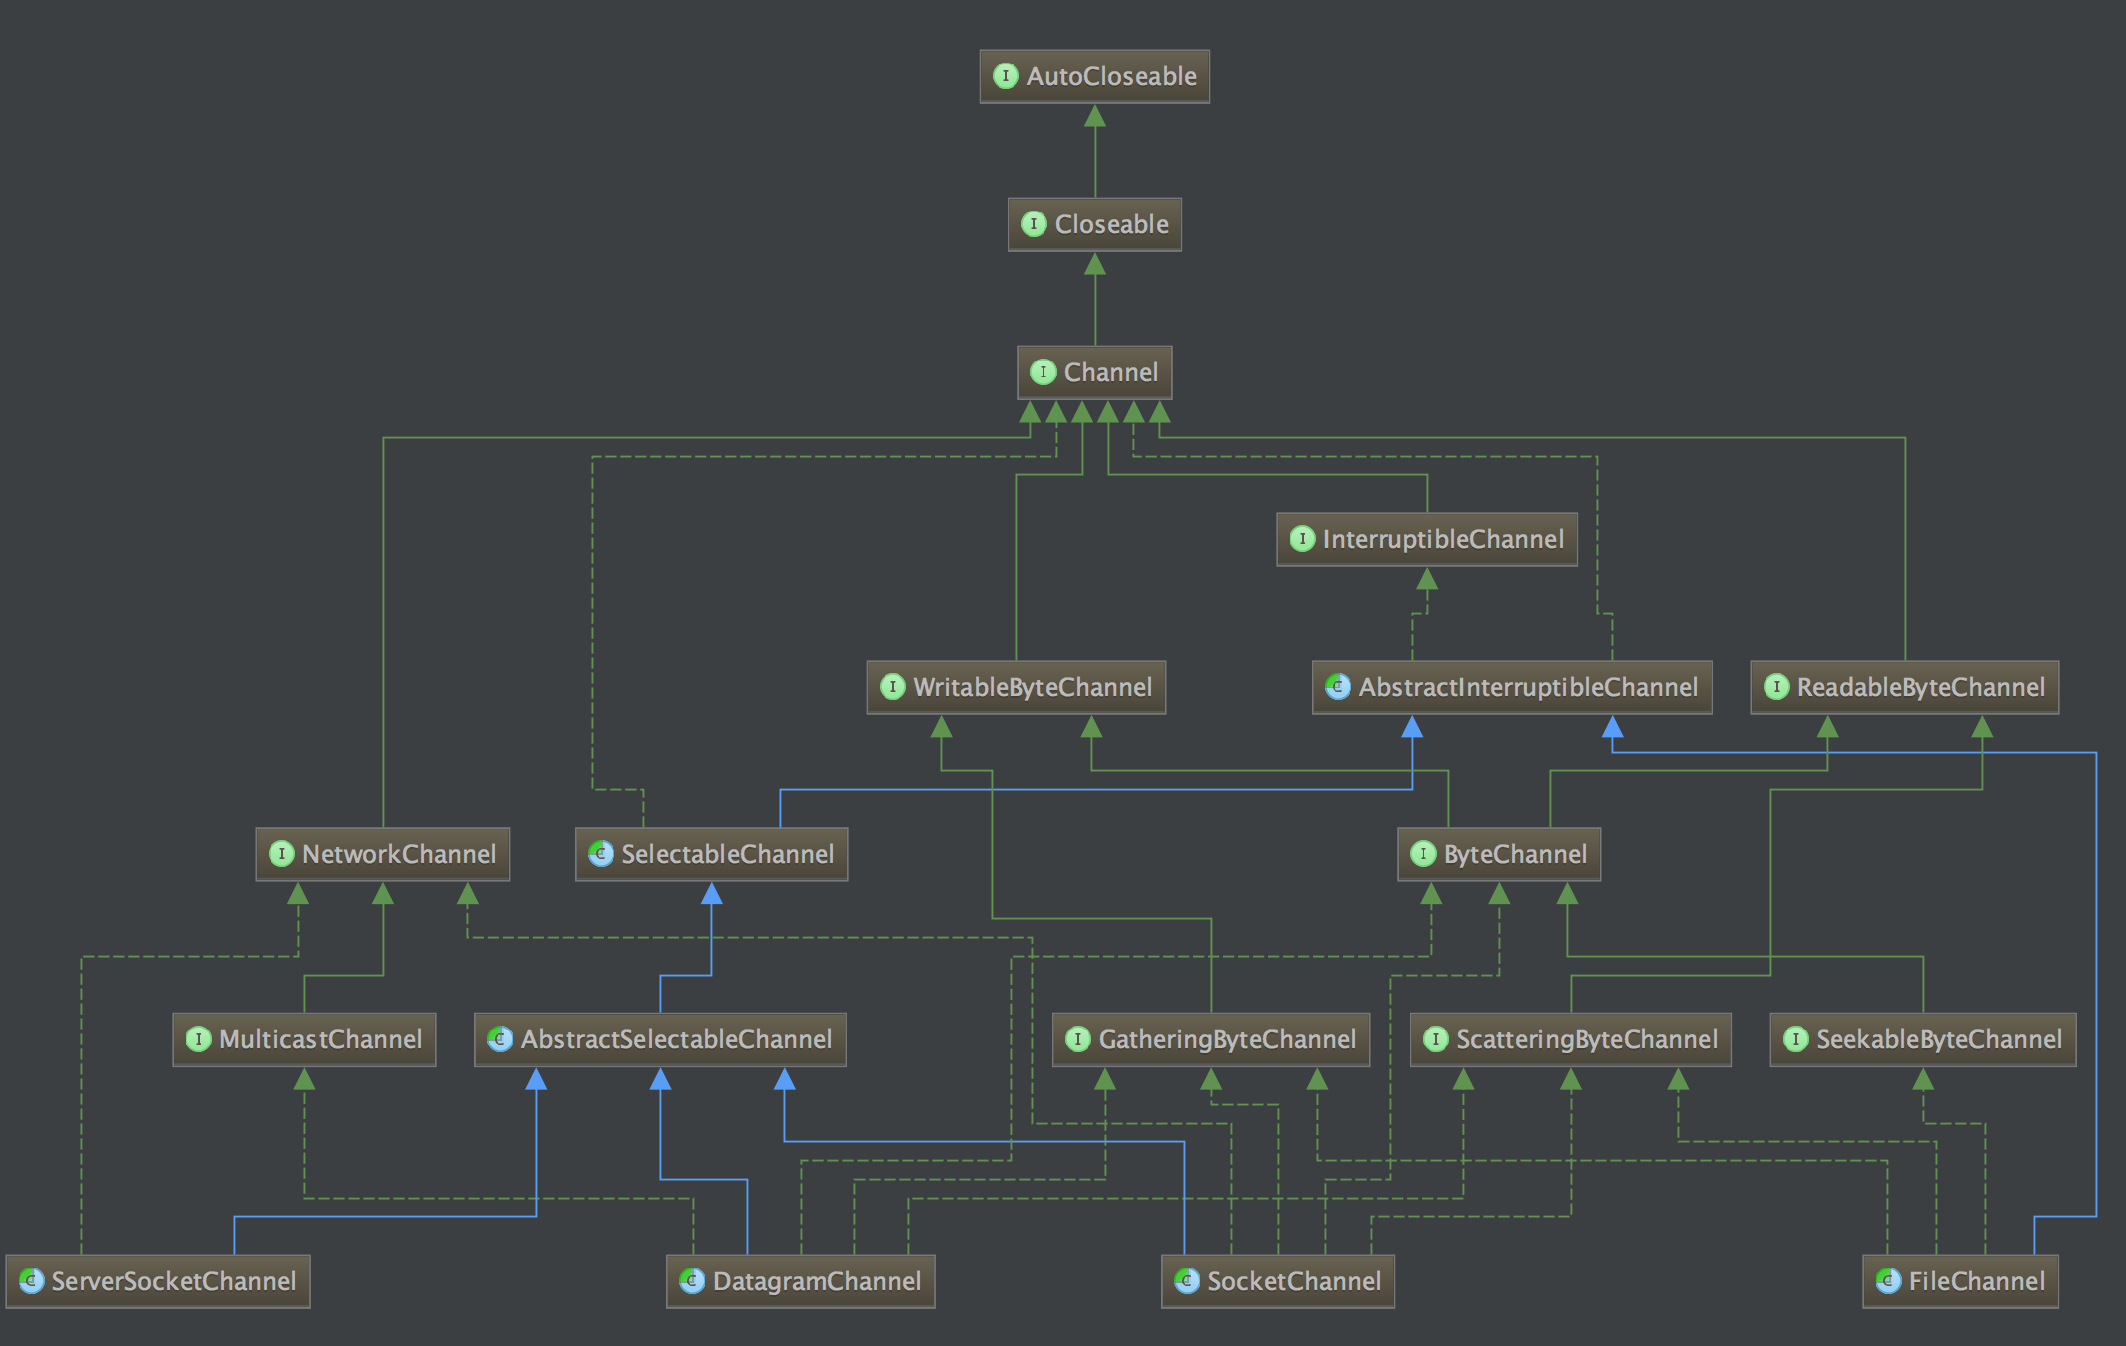 I AutoCloseable
I Closeable
I Channel
I InterruptibleChannel
I WritableByteChannel
C AbstractInterruptibleChannel
I ReadableByteChannel
I NetworkChannel
C SelectableChannel
I ByteChannel
I MulticastChannel
C AbstractSelectableChannel
I GatheringByteChannel
I ScatteringByteChannel
I SeekableByteChannel
C ServerSocketChannel
C DatagramChannel
C SocketChannel
C FileChannel